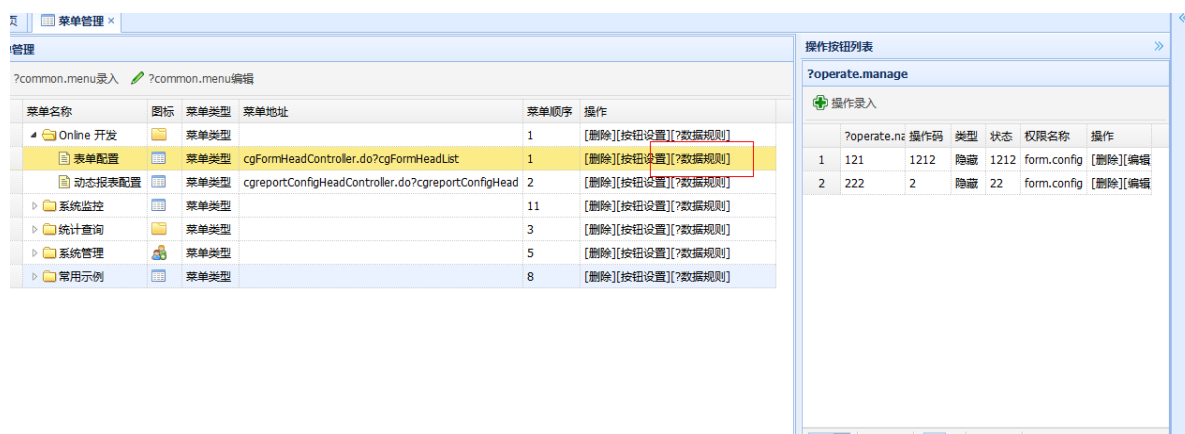 页 菜单管理 ×
管理
?common.menu录入 ?common.menu编辑
菜单名称 图标 菜单类型 菜单地址 菜单顺序 操作
Online 开发 菜单类型 1 [删除][按钮设置][?数据规则]
表单配置 菜单类型 cgFormHeadController.do?cgFormHeadList 1 [删除][按钮设置][?数据规则]
动态报表配置 菜单类型 cgreportConfigHeadController.do?cgreportConfigHead 2 [删除][按钮设置][?数据规则]
系统监控 菜单类型 11 [删除][按钮设置][?数据规则]
统计查询 菜单类型 3 [删除][按钮设置][?数据规则]
系统管理 菜单类型 5 [删除][按钮设置][?数据规则]
常用示例 菜单类型 8 [删除][按钮设置][?数据规则]
操作按钮列表
?operate.manage
操作录入
?operate.na 操作码 类型 状态 权限名称 操作
1 121 1212 隐藏 1212 form.config [删除][编辑
2 222 2 隐藏 22 form.config [删除][编辑